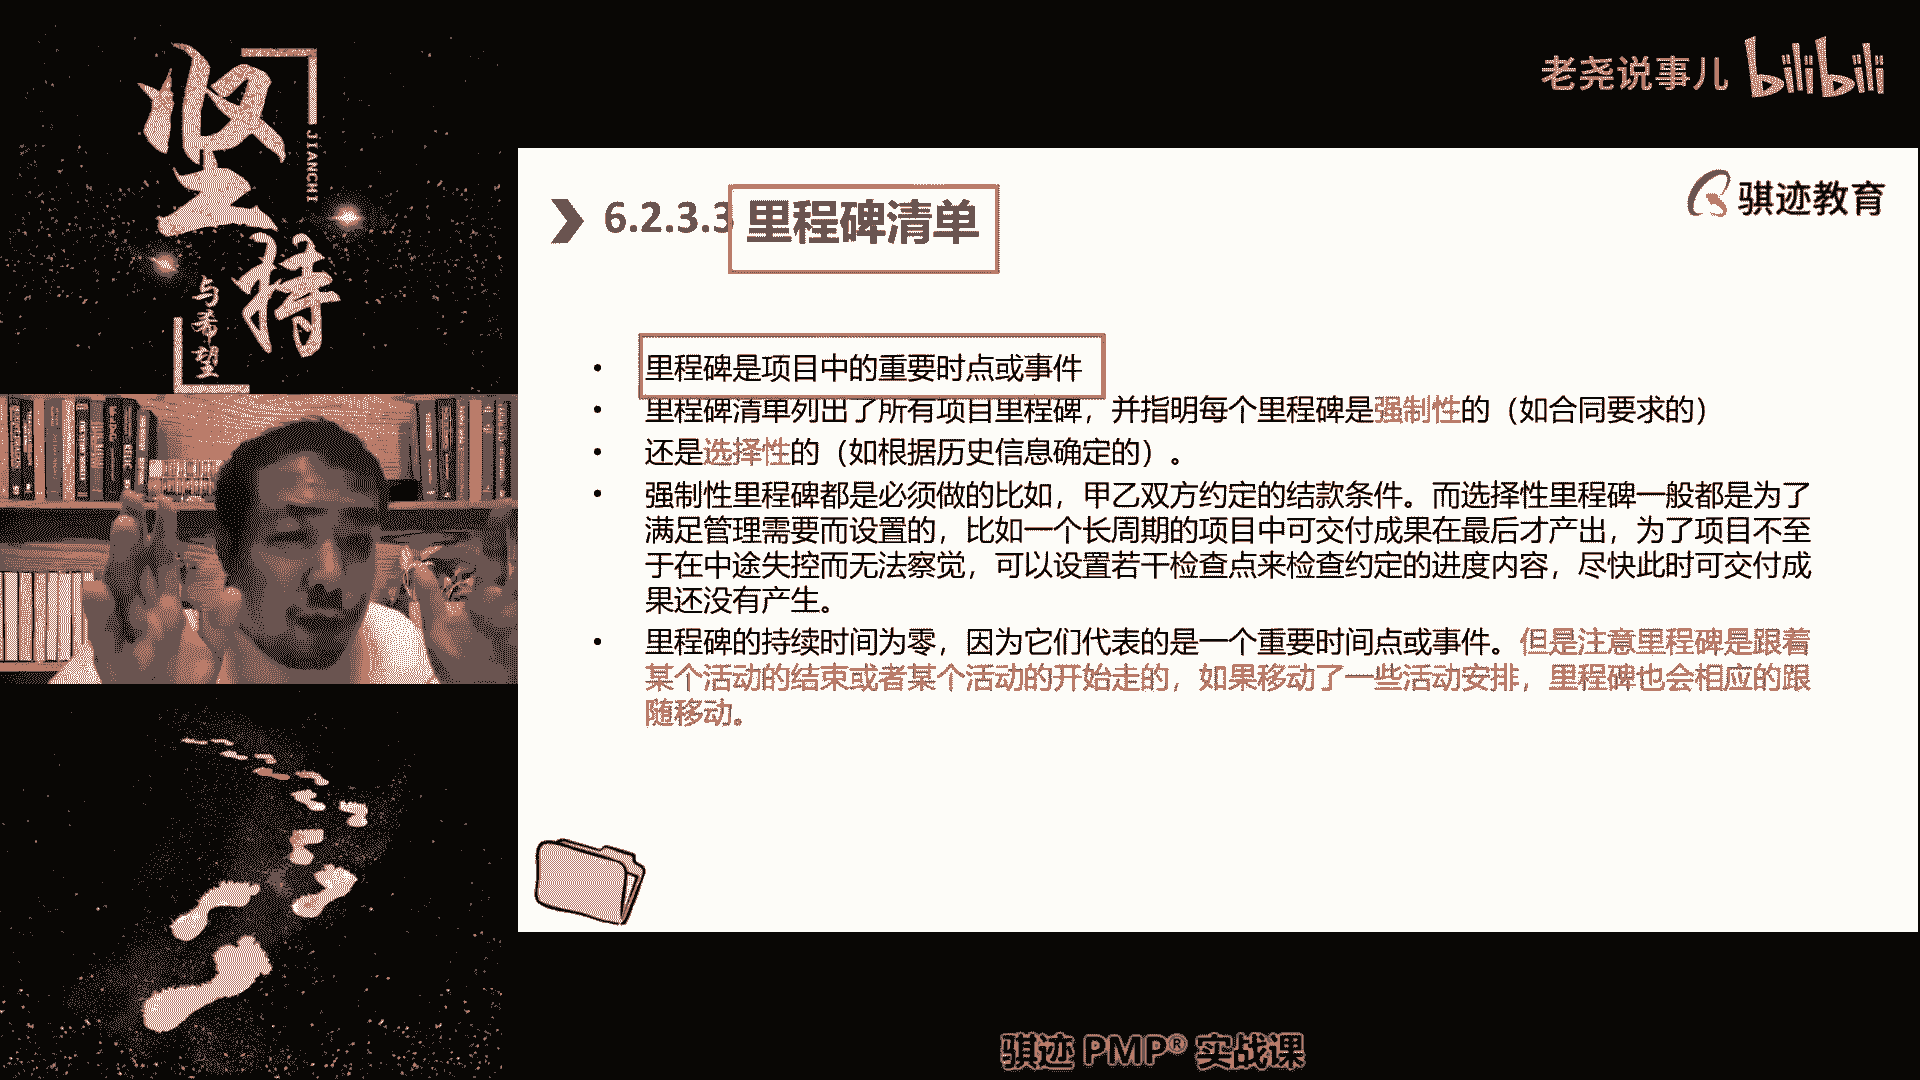 坚持
JIANCHI
与希望
老尧说事儿 bilibili
骐迹教育
6.2.3.3 里程碑清单
• 里程碑是项目中的重要时点或事件
• 里程碑清单列出了所有项目里程碑，并指明每个里程碑是强制性的（如合同要求的）
• 还是选择性的（如根据历史信息确定的）。
• 强制性里程碑都是必须做的比如，甲乙双方约定的结款条件。而选择性里程碑一般都是为了
满足管理需要而设置的，比如一个长周期的项目中可交付成果在最后才产出，为了项目不至
于在中途失控而无法察觉，可以设置若干检查点来检查约定的进度内容，尽快此时可交付成
果还没有产生。
• 里程碑的持续时间为零，因为它们代表的是一个重要时间点或事件。但是注意里程碑是跟着
某个活动的结束或者某个活动的开始走的，如果移动了一些活动安排，里程碑也会相应的跟
随移动。
骐迹 PMP® 实战课